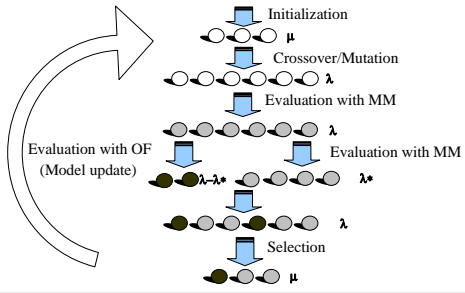 Initialization
μ
Crossover/Mutation
λ
Evaluation with MM
λ
Evaluation with OF
(Model update)
Evaluation with MM
λ–λ*
λ*
λ
Selection
μ